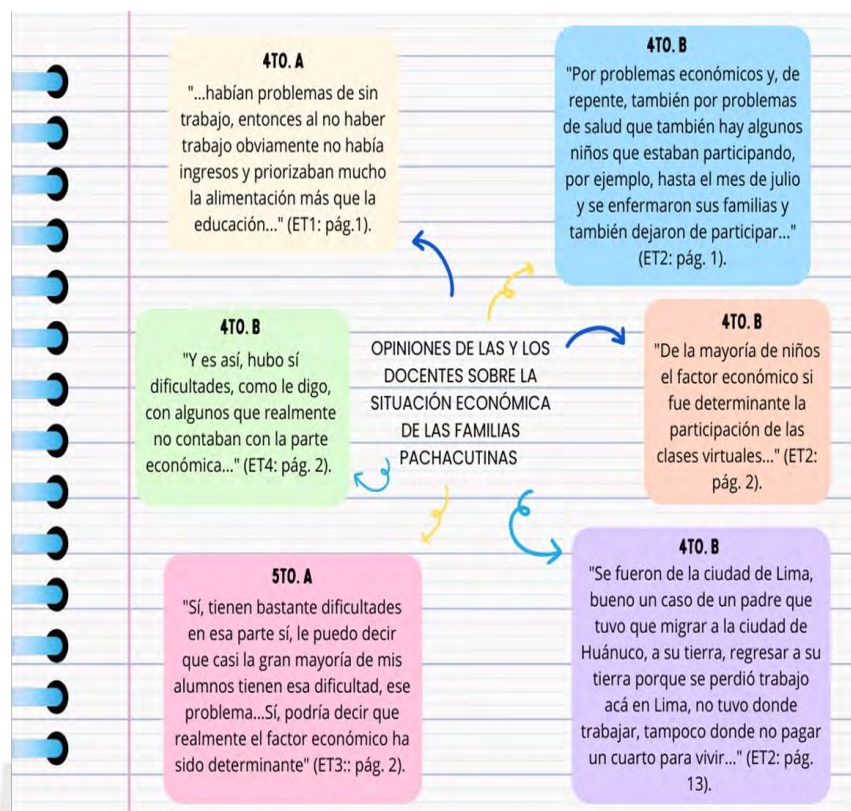 4TO. A
"...habían problemas de sin
trabajo, entonces al no haber
trabajo obviamente no había
ingresos y priorizaban mucho
la alimentación más que la
educación..." (ET1: pág.1).
4TO. B
"Por problemas económicos y, de
repente, también por problemas
de salud que también hay algunos
niños que estaban participando,
por ejemplo, hasta el mes de julio
y se enfermaron sus familias y
también dejaron de participar..."
(ET2: pág. 1).
4TO. B
"Y es así, hubo sí
dificultades, como le digo,
con algunos que realmente
no contaban con la parte
económica..." (ET4: pág. 2).
OPINIONES DE LAS Y LOS
DOCENTES SOBRE LA
SITUACIÓN ECONÓMICA
DE LAS FAMILIAS
PACHACUTINAS
4TO. B
"De la mayoría de niños
el factor económico si
fue determinante la
participación de las
clases virtuales..." (ET2:
pág. 2).
5TO. A
"Sí, tienen bastante dificultades
en esa parte sí, le puedo decir
que casi la gran mayoría de mis
alumnos tienen esa dificultad, ese
problema...Sí, podría decir que
realmente el factor económico ha
sido determinante" (ET3:: pág. 2).
4TO. B
"Se fueron de la ciudad de Lima,
bueno un caso de un padre que
tuvo que migrar a la ciudad de
Huánuco, a su tierra, regresar a su
tierra porque se perdió trabajo
acá en Lima, no tuvo donde
trabajar, tampoco donde no pagar
un cuarto para vivir..." (ET2: pág.
13).